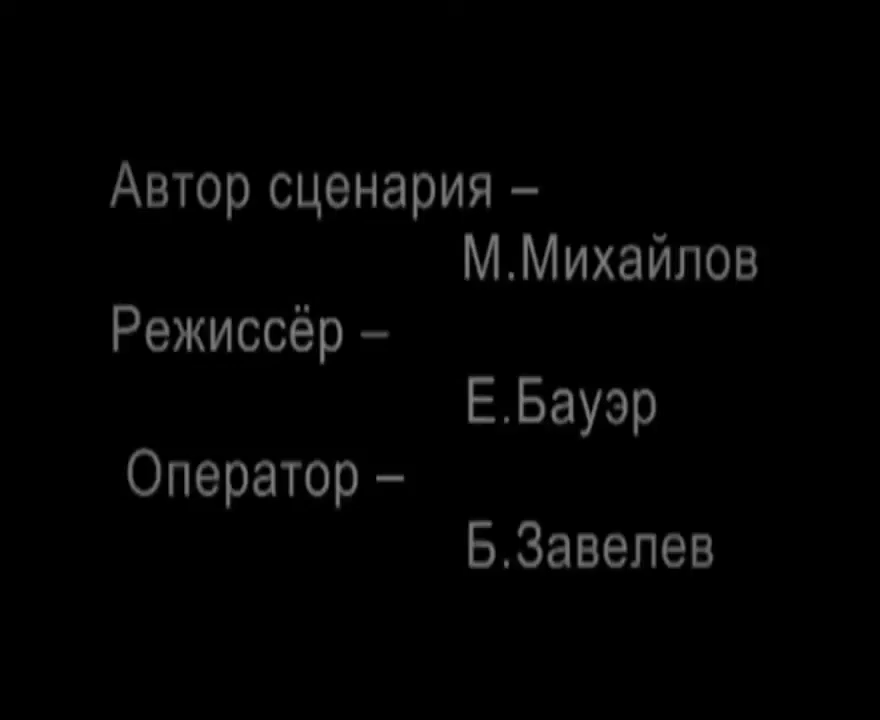 Автор сценария –
М.Михайлов
Режиссёр –
Е.Бауэр
Оператор –
Б.Завелев